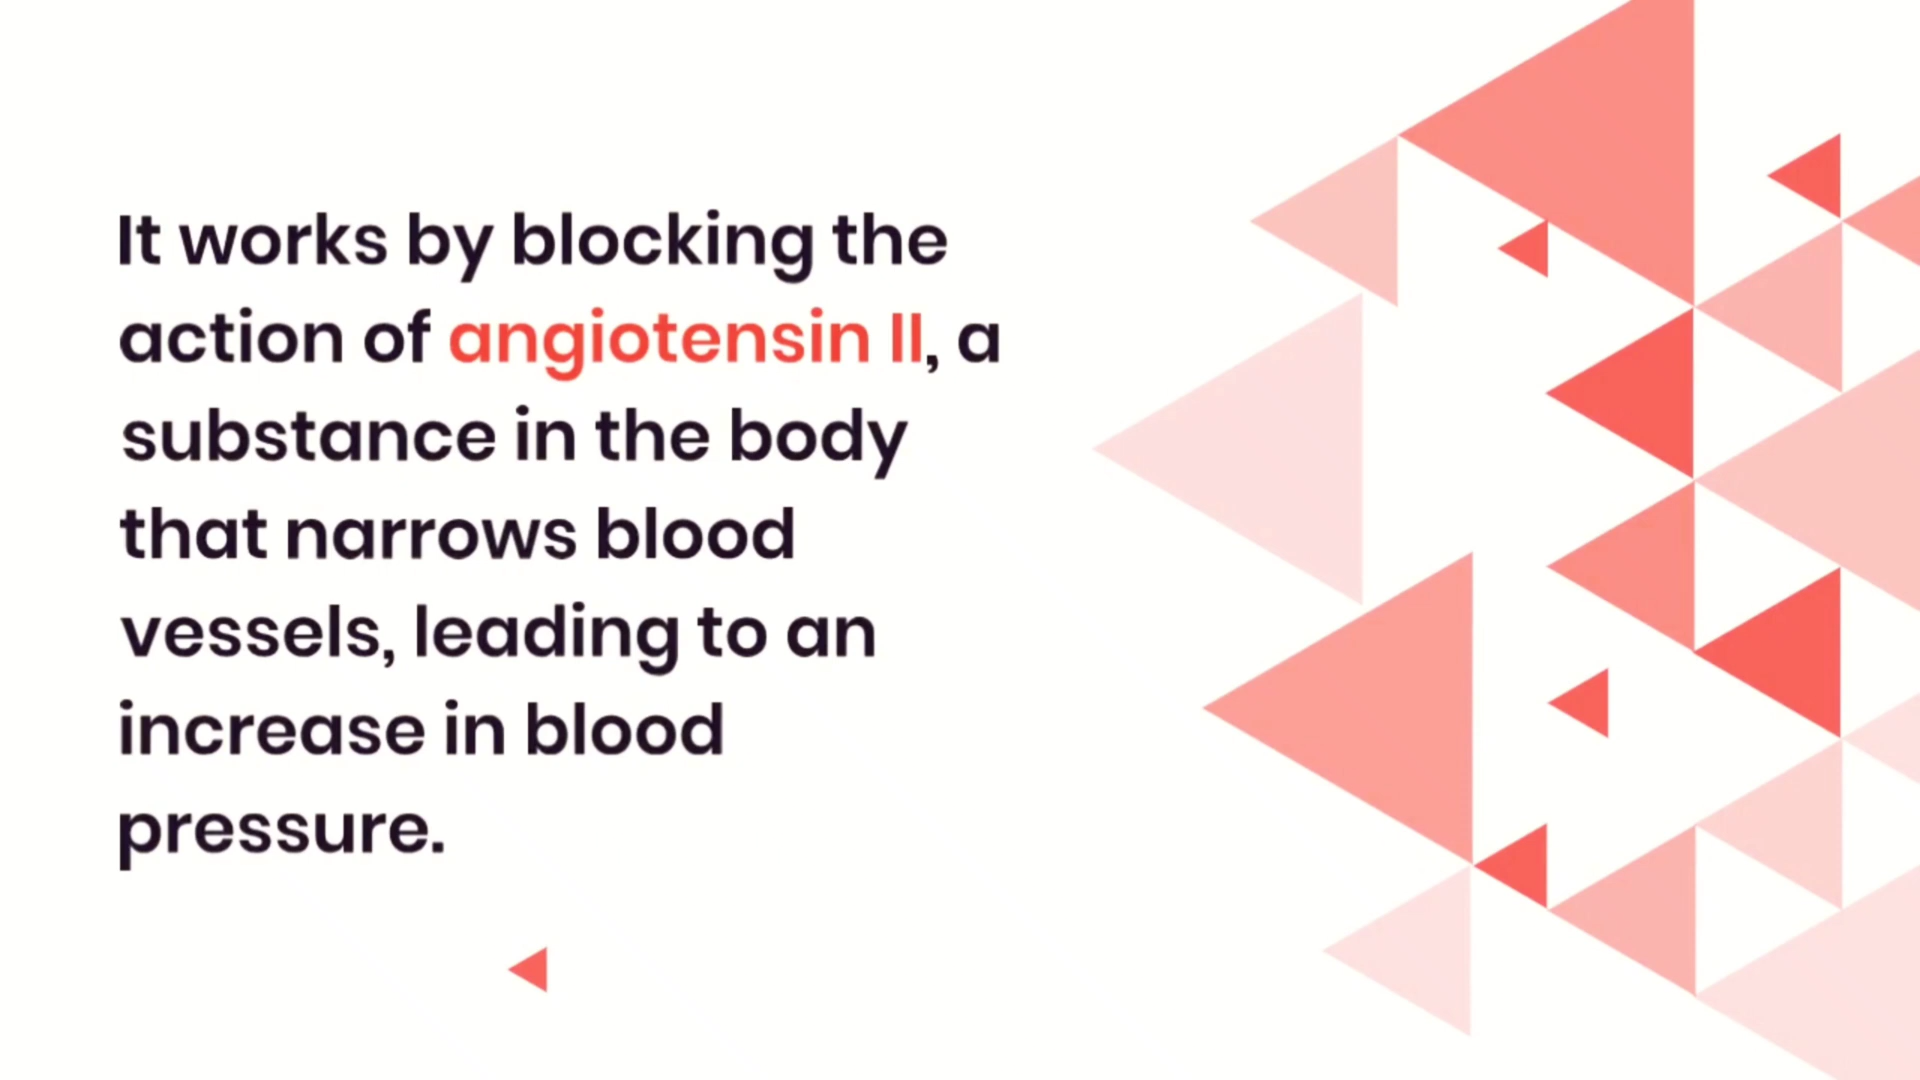 It works by blocking the
action of angiotensin II, a
substance in the body
that narrows blood
vessels, leading to an
increase in blood
pressure.